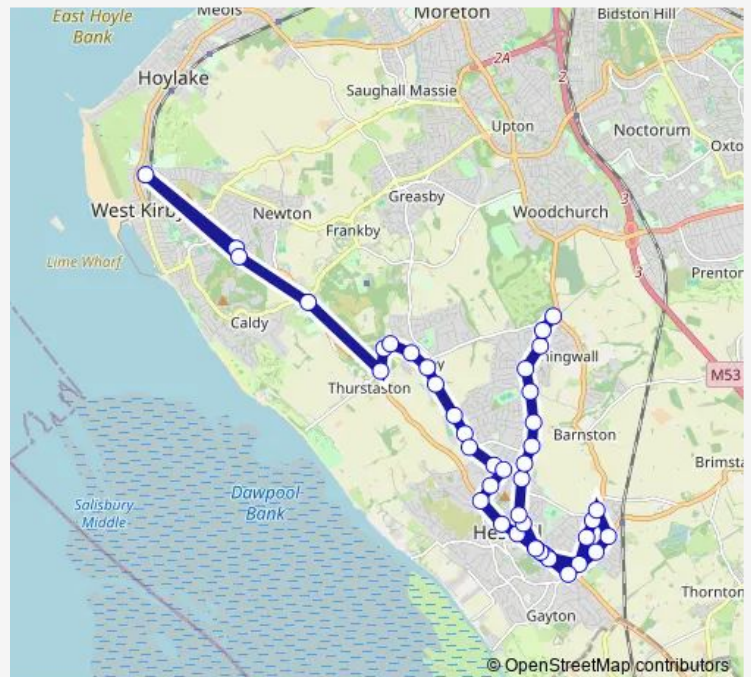 Meols
East Hoyle
Bank
Moreton
Bidston Hill
Hoylake
2A
2
Saughall Massie
Upton
Noctorum
Oxto
Greasby
3
West Kirby
Newton
Woodchurch
Frankby
Lime Wharf
3
Prenton
Caldy
ingwall
y
M53
Thurstaston
Barnston
Brimsta
Dawpool
Bank
Salisbury
Middle
Hes
l
Thornton
Gayton
© OpenStreetMap contributors